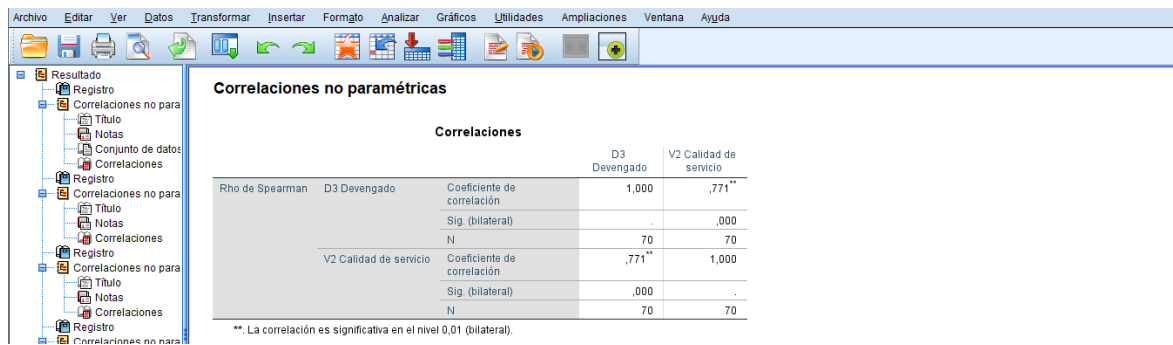 Archivo Editar Ver Datos Transformar Insertar Formato Analizar Gráficos Utilidades Ampliaciones Ventana Ayuda
Resultado
Registro
Correlaciones no para
Título
Notas
Conjunto de datos
Correlaciones
Registro
Correlaciones no para
Título
Notas
Correlaciones
Registro
Correlaciones no para
Título
Notas
Correlaciones
Registro
Correlaciones no para
Correlaciones no paramétricas
Correlaciones
D3 Devengado V2 Calidad de servicio
Rho de Spearman D3 Devengado Coeficiente de correlación 1,000 ,771**
Sig. (bilateral) . ,000
N 70 70
V2 Calidad de servicio Coeficiente de correlación ,771** 1,000
Sig. (bilateral) ,000 .
N 70 70
**. La correlación es significativa en el nivel 0,01 (bilateral).